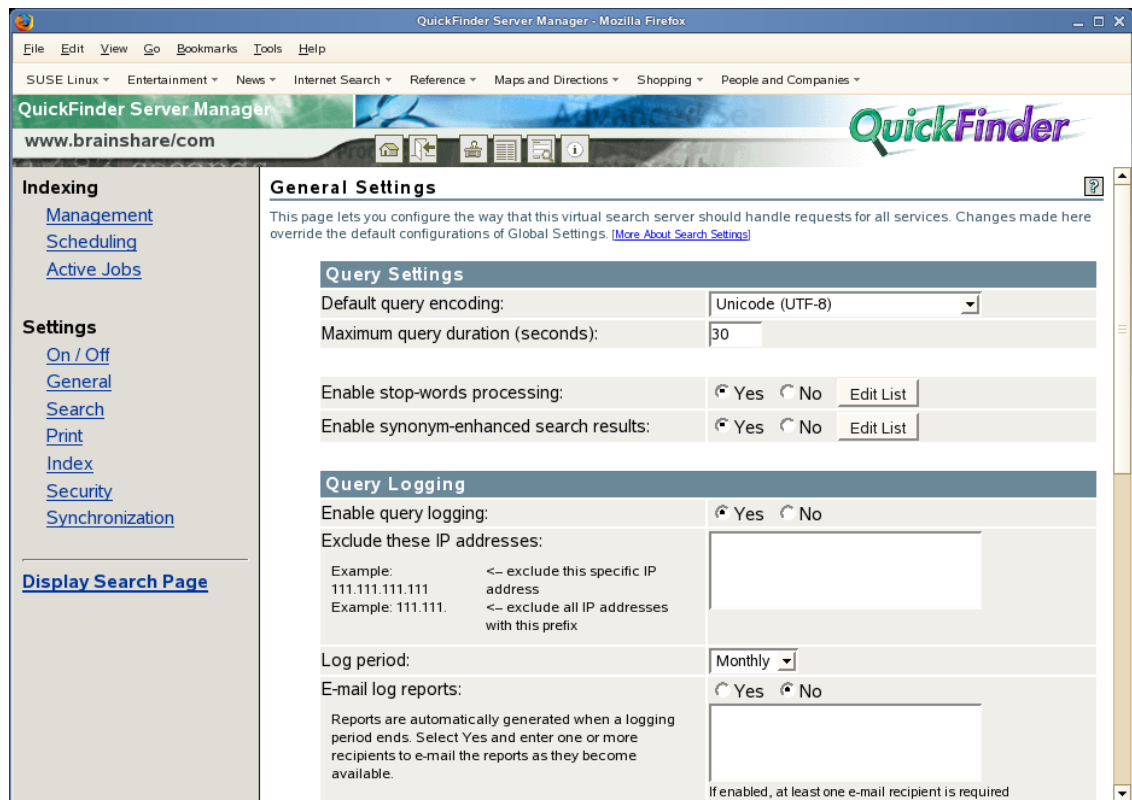 QuickFinder Server Manager - Mozilla Firefox
File Edit View Go Bookmarks Tools Help
SUSE Linux Entertainment News Internet Search Reference Maps and Directions Shopping People and Companies
QuickFinder Server Manager
Advanced Sea
QuickFinder
www.brainshare/com
Indexing
Management
Scheduling
Active Jobs
Settings
On / Off
General
Search
Print
Index
Security
Synchronization
Display Search Page
General Settings
This page lets you configure the way that this virtual search server should handle requests for all services. Changes made here
override the default configurations of Global Settings. [More About Search Settings]
Query Settings
Default query encoding: Unicode (UTF-8)
Maximum query duration (seconds): 30
Enable stop-words processing: Yes No Edit List
Enable synonym-enhanced search results: Yes No Edit List
Query Logging
Enable query logging: Yes No
Exclude these IP addresses:
Example: <-- exclude this specific IP
111.111.111.111 address
Example: 111.111. <-- exclude all IP addresses
with this prefix
Log period: Monthly
E-mail log reports: Yes No
Reports are automatically generated when a logging
period ends. Select Yes and enter one or more
recipients to e-mail the reports as they become
available.
If enabled, at least one e-mail recipient is required